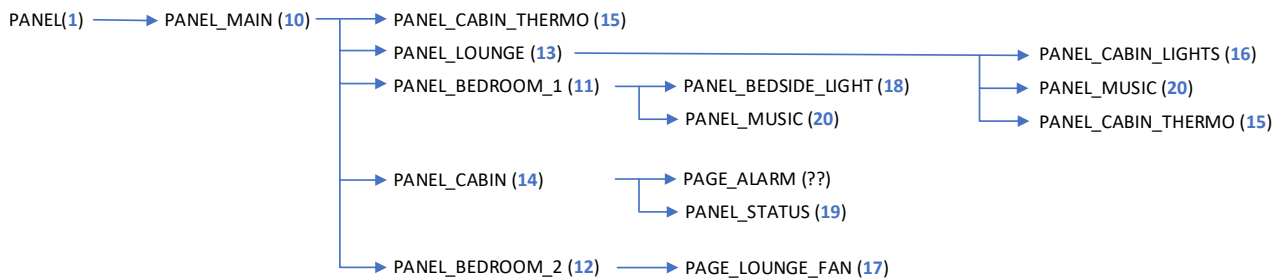 PANEL(1)
PANEL_MAIN (10)
PANEL_CABIN_THERMO (15)
PANEL_LOUNGE (13)
PANEL_CABIN_LIGHTS (16)
PANEL_MUSIC (20)
PANEL_CABIN_THERMO (15)
PANEL_BEDROOM_1 (11)
PANEL_BEDSIDE_LIGHT (18)
PANEL_MUSIC (20)
PANEL_CABIN (14)
PAGE_ALARM (??)
PANEL_STATUS (19)
PANEL_BEDROOM_2 (12)
PAGE_LOUNGE_FAN (17)